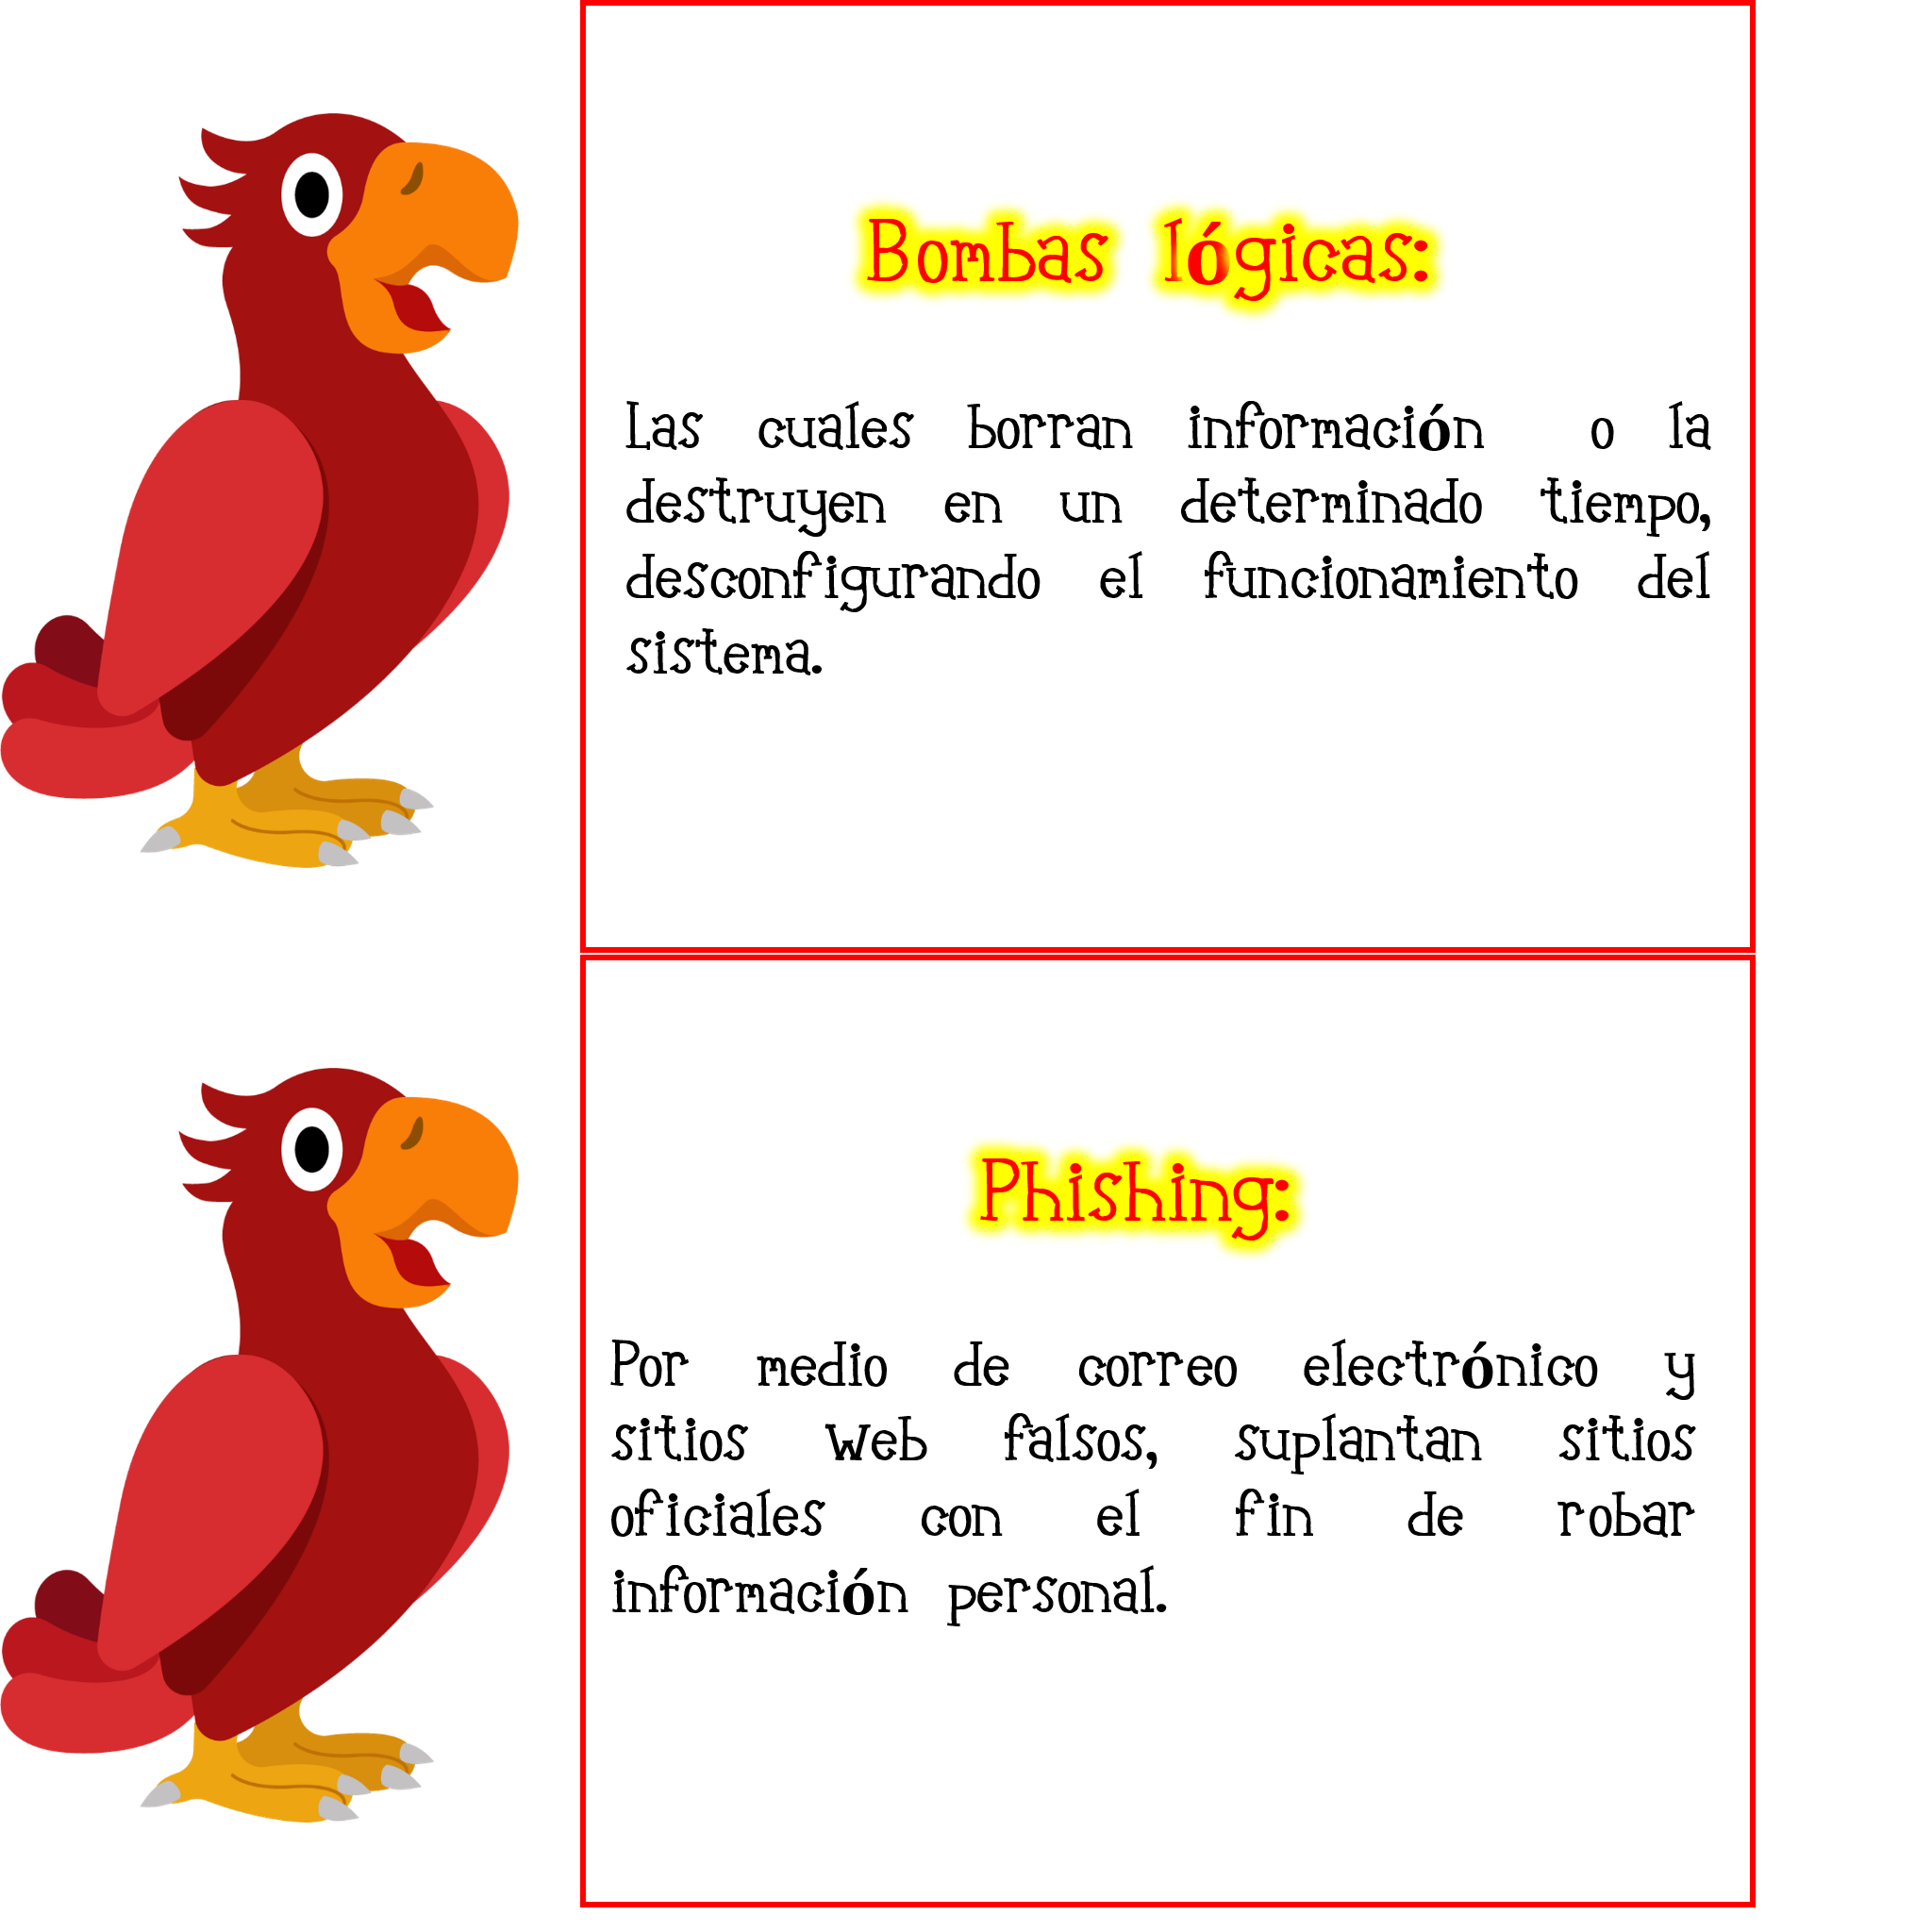 Bombas lógicas:
Las cuales borran información o la
destruyen en un determinado tiempo,
desconfigurando el funcionamiento del
sistema.
Phishing:
Por medio de correo electrónico y
sitios web falsos, suplantan sitios
oficiales con el fin de robar
información personal.